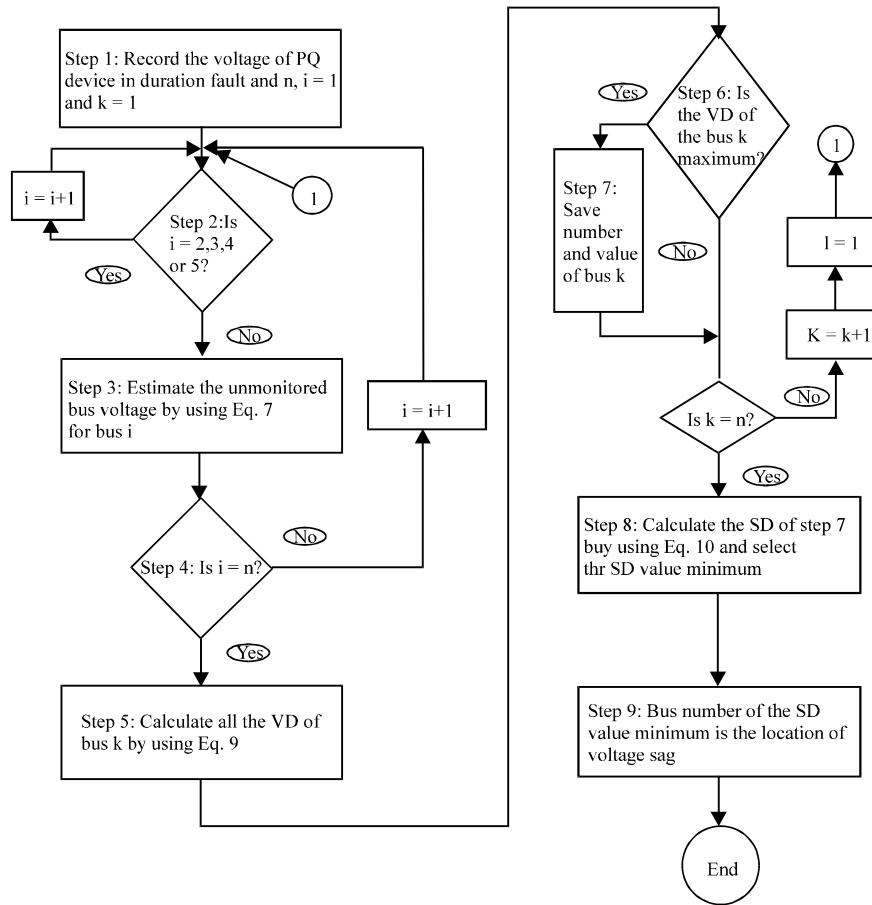 Step 1: Record the voltage of PQ
device in duration fault and n, i = 1
and k = 1
i = i+1
1
Step 2:Is
i = 2,3,4
or 5?
Yes
No
Step 3: Estimate the unmonitored
bus voltage by using Eq. 7
for bus i
i = i+1
Step 4: Is i = n?
No
Yes
Step 5: Calculate all the VD of
bus k by using Eq. 9
Step 6: Is
the VD of
the bus k
maximum?
Yes
Step 7:
Save
number
and value
of bus k
No
1
l = 1
K = k+1
No
Is k = n?
Yes
Step 8: Calculate the SD of step 7
buy using Eq. 10 and select
thr SD value minimum
Step 9: Bus number of the SD
value minimum is the location of
voltage sag
End